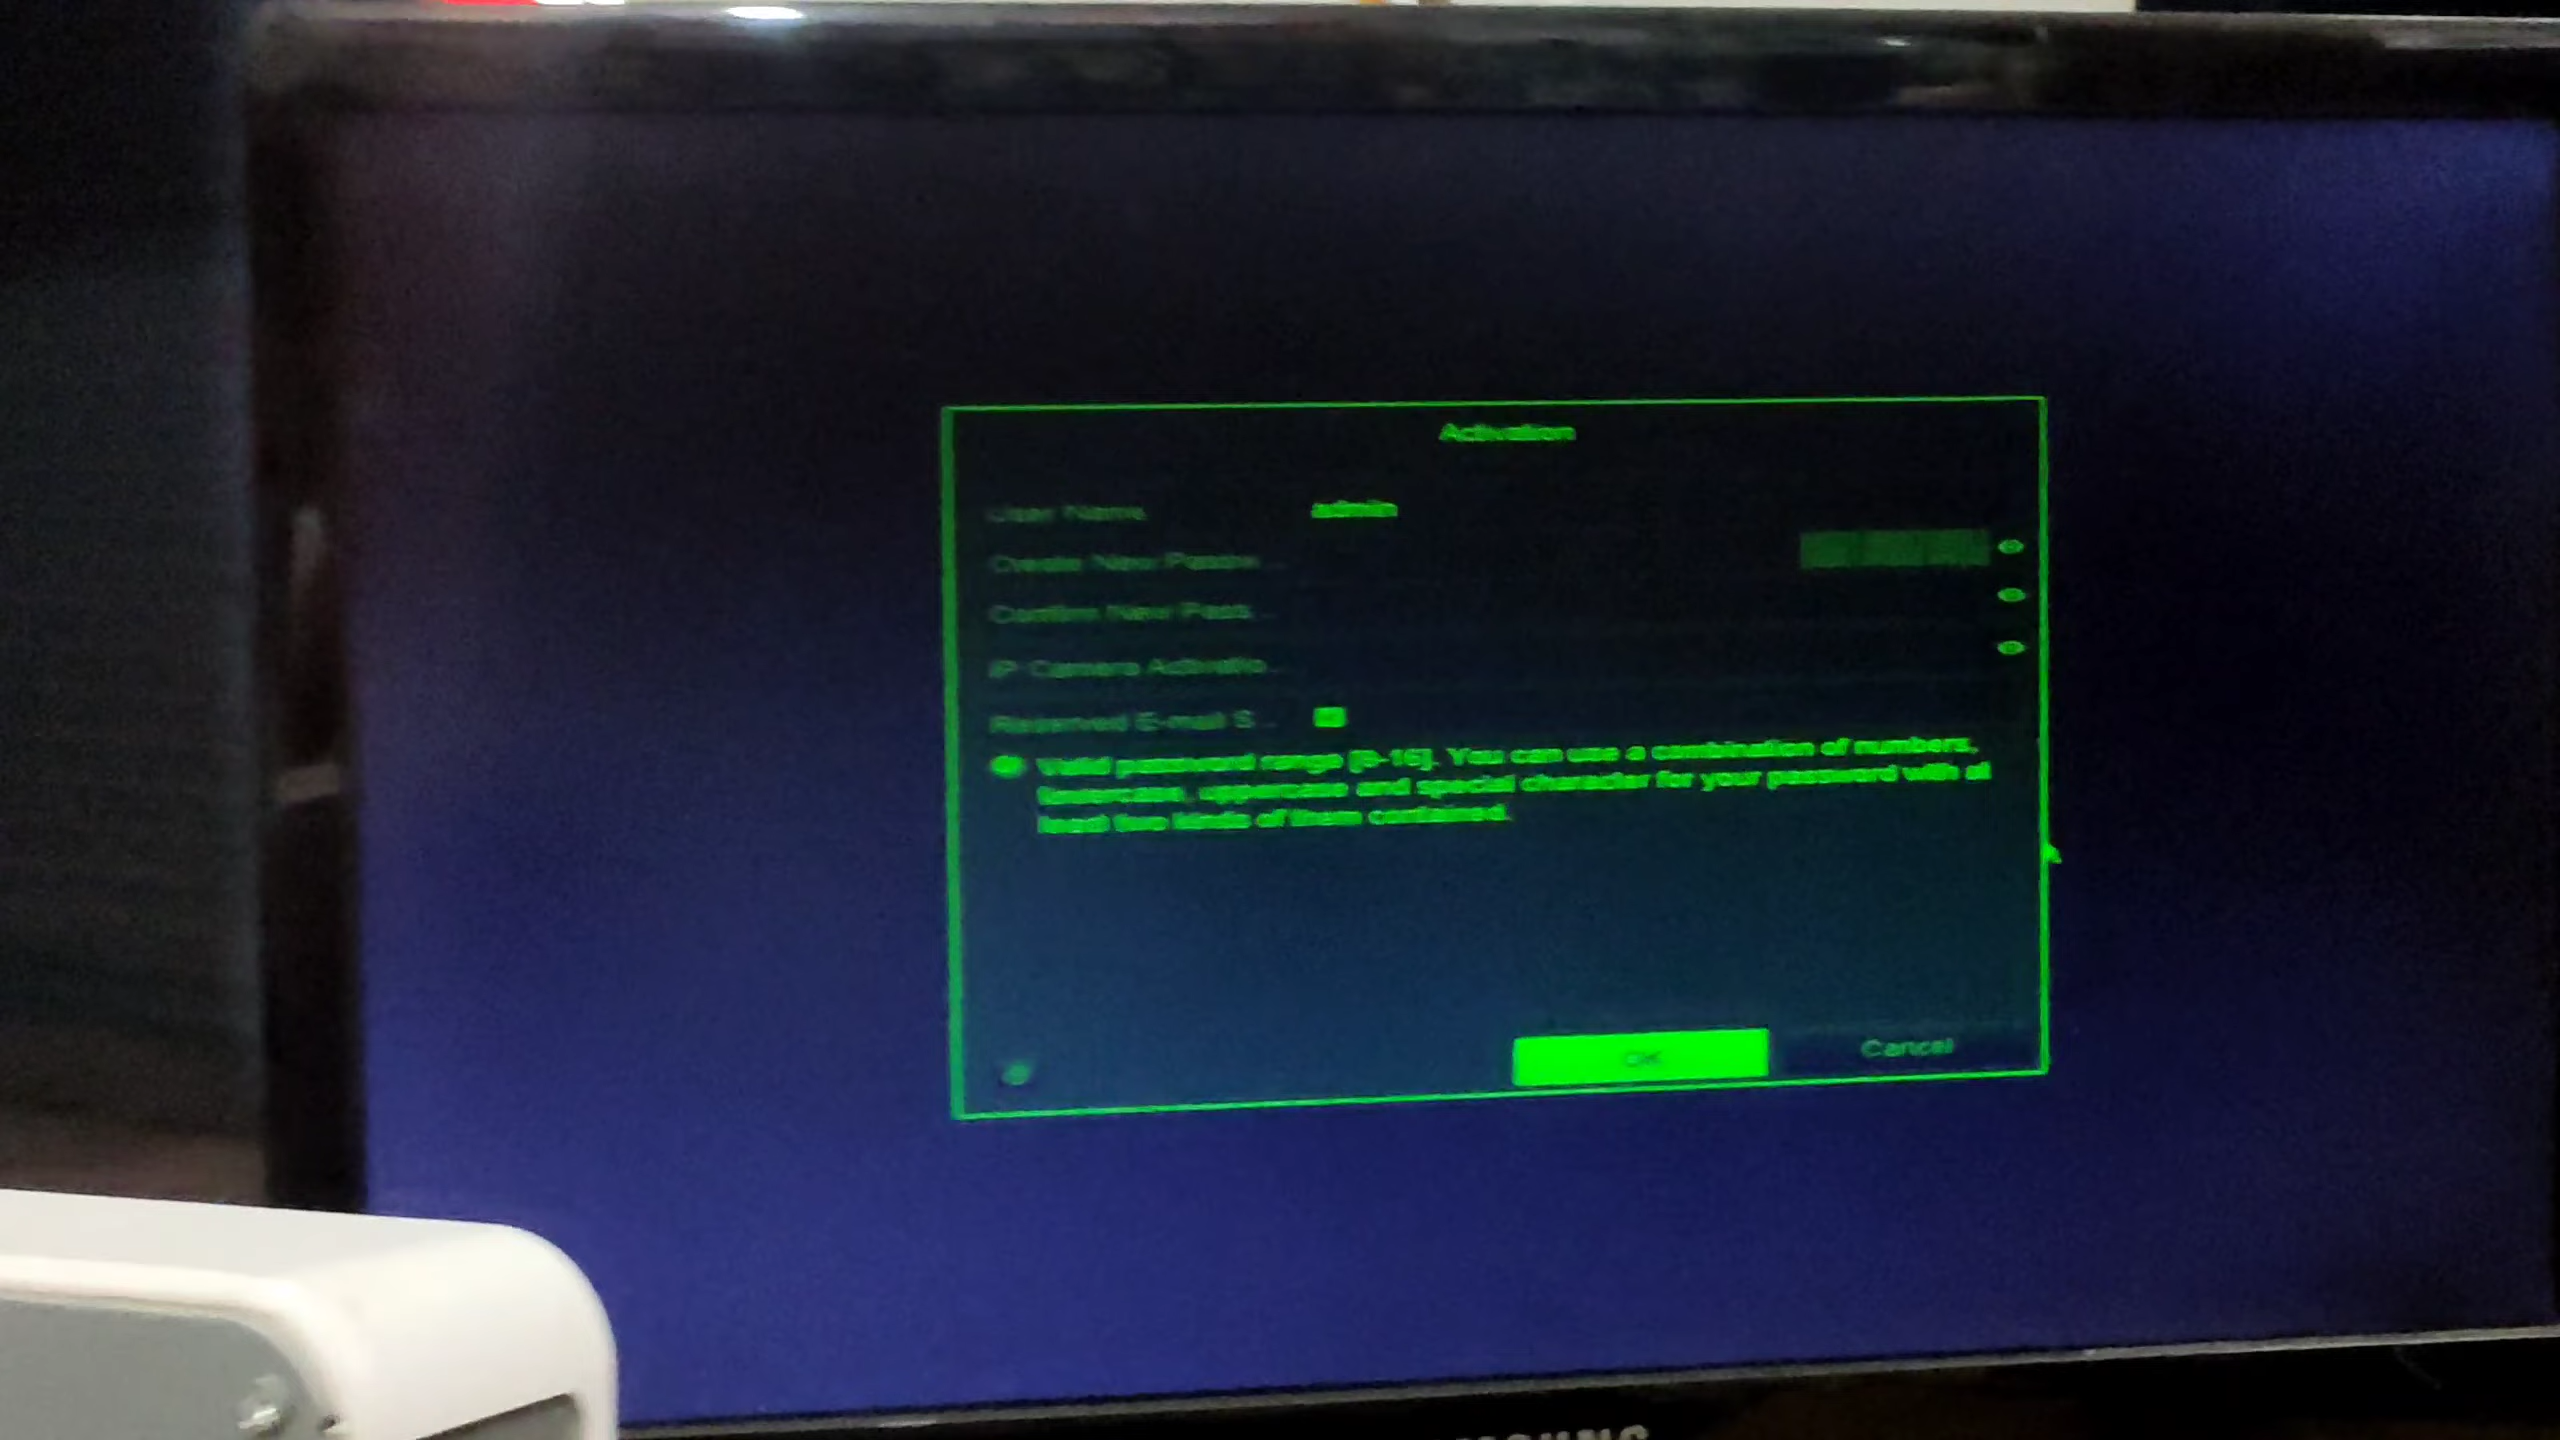 Activation
User Name admin
Create New Passw...
Confirm New Pass...
IP Camera Activatio...
Reserved E-mail S...
Valid password range [8-16]. You can use a combination of numbers,
lowercase, uppercase and special character for your password with at
least two kinds of them contained.
OK Cancel